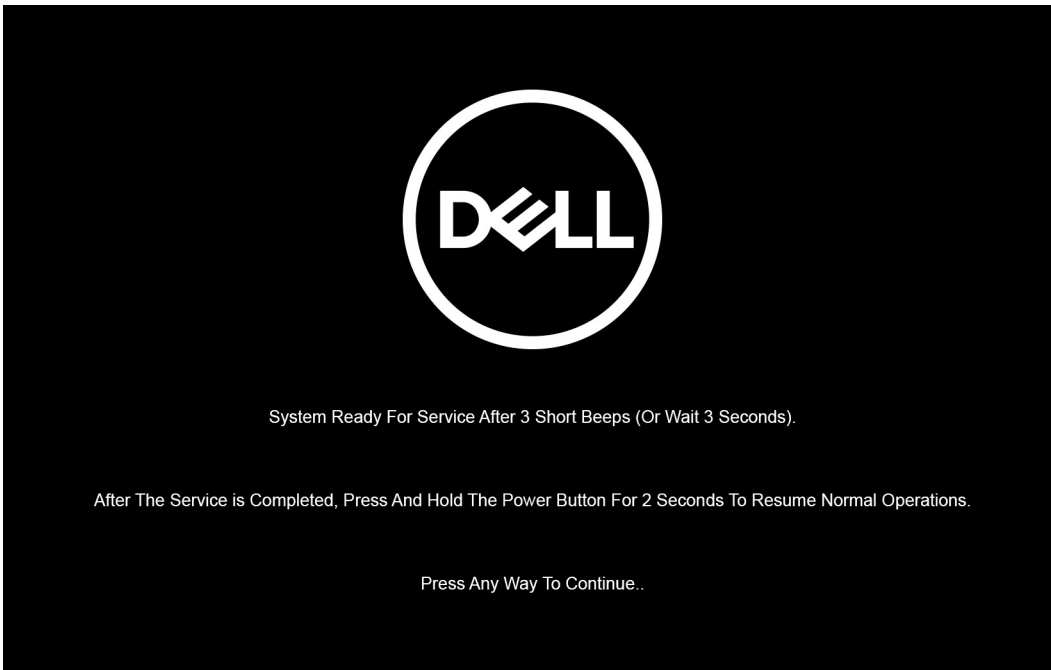 DELL
System Ready For Service After 3 Short Beeps (Or Wait 3 Seconds).
After The Service is Completed, Press And Hold The Power Button For 2 Seconds To Resume Normal Operations.
Press Any Way To Continue..